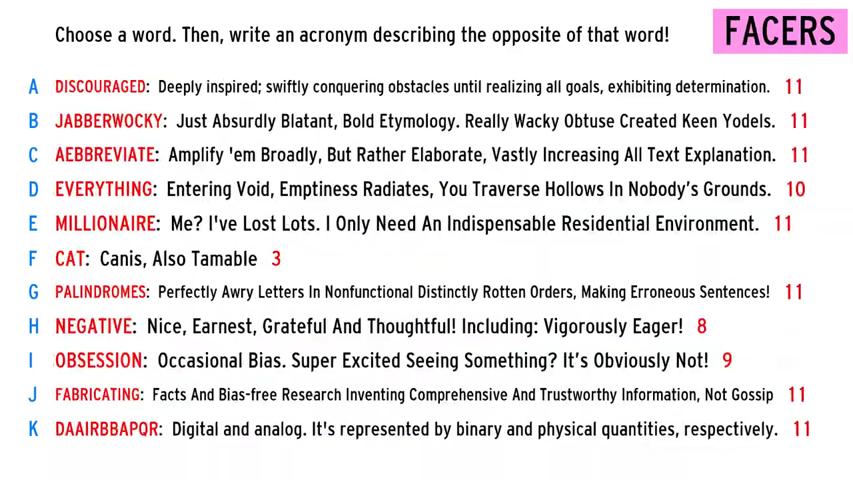 Choose a word. Then, write an acronym describing the opposite of that word! FACERS
A DISCOURAGED: Deeply inspired; swiftly conquering obstacles until realizing all goals, exhibiting determination. 11
B JABBERWOCKY: Just Absurdly Blatant, Bold Etymology. Really Wacky Obtuse Created Keen Yodels. 11
C AEBBREVIATE: Amplify 'em Broadly, But Rather Elaborate, Vastly Increasing All Text Explanation. 11
D EVERYTHING: Entering Void, Emptiness Radiates, You Traverse Hollows In Nobody's Grounds. 10
E MILLIONAIRE: Me? I've Lost Lots. I Only Need An Indispensable Residential Environment. 11
F CAT: Canis, Also Tamable 3
G PALINDROMES: Perfectly Awry Letters In Nonfunctional Distinctly Rotten Orders, Making Erroneous Sentences! 11
H NEGATIVE: Nice, Earnest, Grateful And Thoughtful! Including: Vigorously Eager! 8
I OBSESSION: Occasional Bias. Super Excited Seeing Something? It's Obviously Not! 9
J FABRICATING: Facts And Bias-free Research Inventing Comprehensive And Trustworthy Information, Not Gossip 11
K DAAIRBBAPQR: Digital and analog. It's represented by binary and physical quantities, respectively. 11